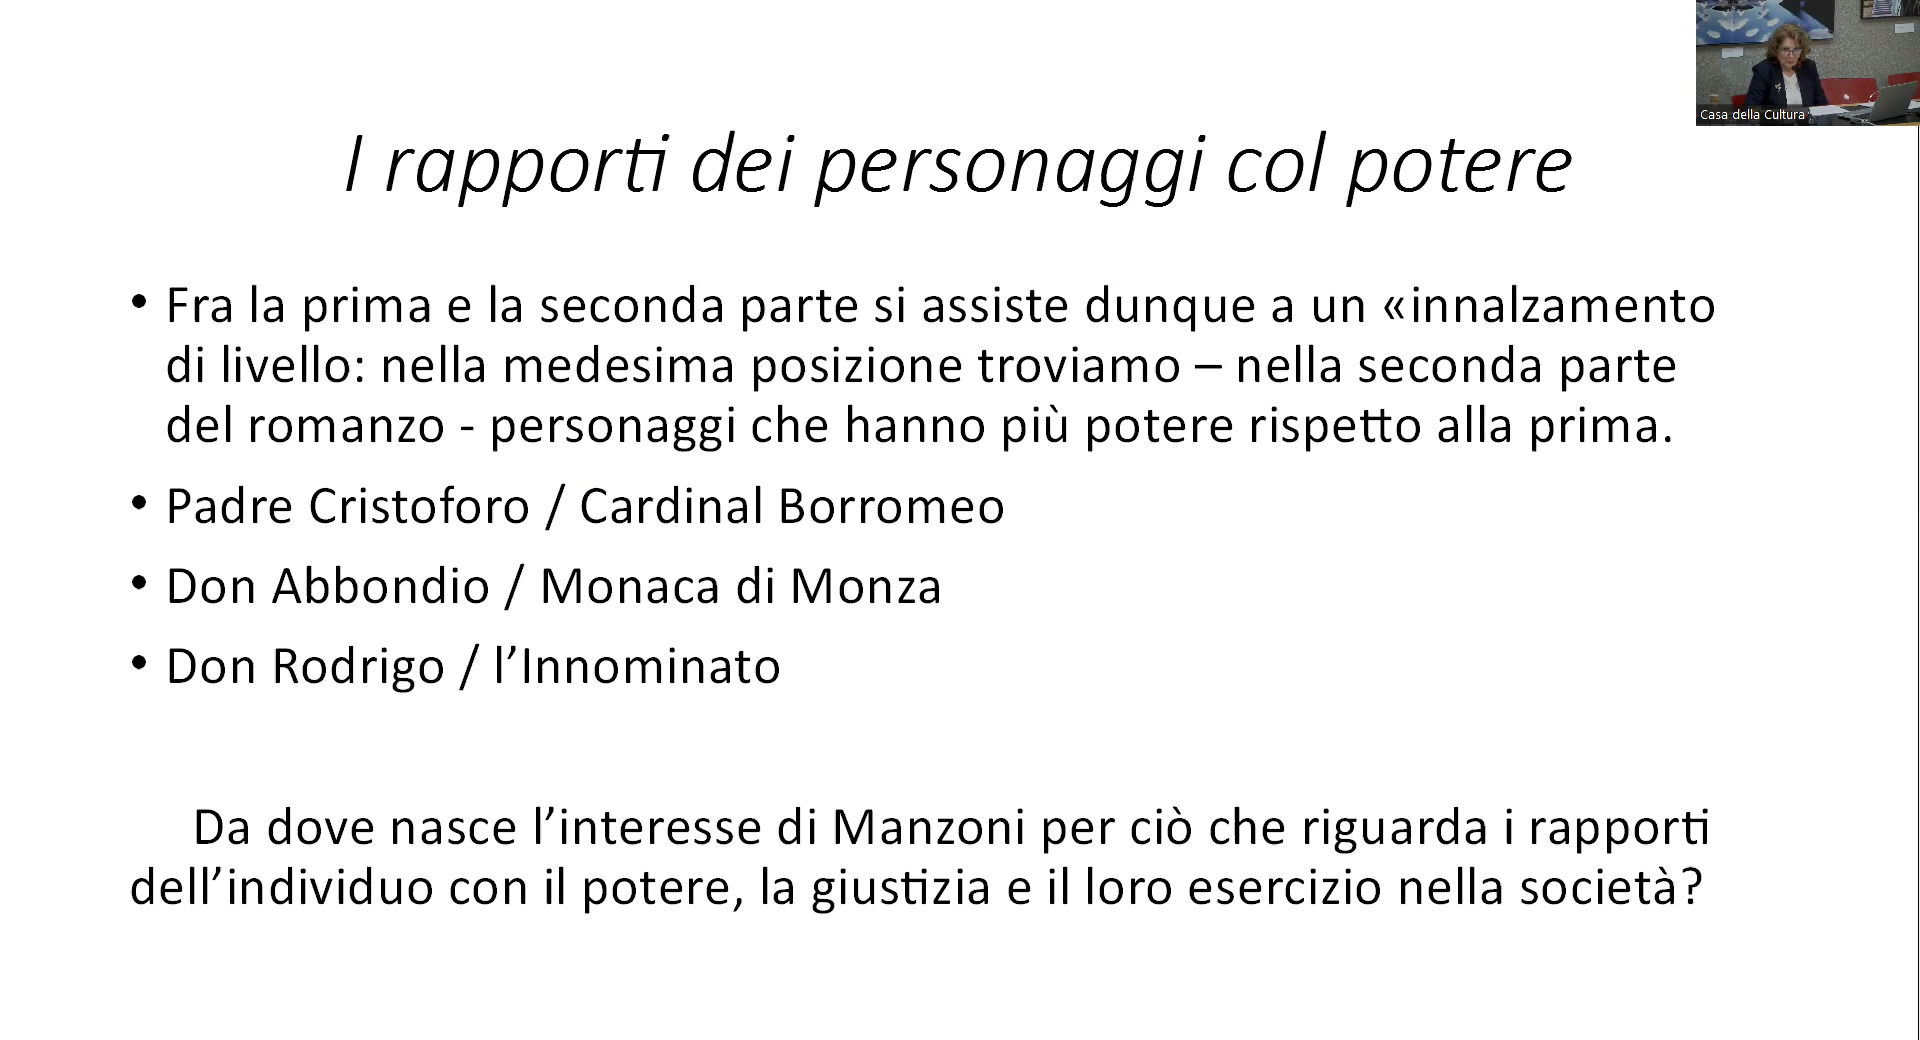 Casa della Cultura
I rapporti dei personaggi col potere
• Fra la prima e la seconda parte si assiste dunque a un «innalzamento
di livello: nella medesima posizione troviamo – nella seconda parte
del romanzo - personaggi che hanno più potere rispetto alla prima.
• Padre Cristoforo / Cardinal Borromeo
• Don Abbondio / Monaca di Monza
• Don Rodrigo / l’Innominato
Da dove nasce l’interesse di Manzoni per ciò che riguarda i rapporti
dell’individuo con il potere, la giustizia e il loro esercizio nella società?